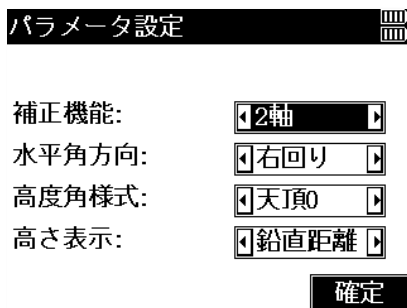 パラメータ設定
補正機能: 2軸
水平角方向: 右回り
高度角様式: 天頂0
高さ表示: 鉛直距離
確定